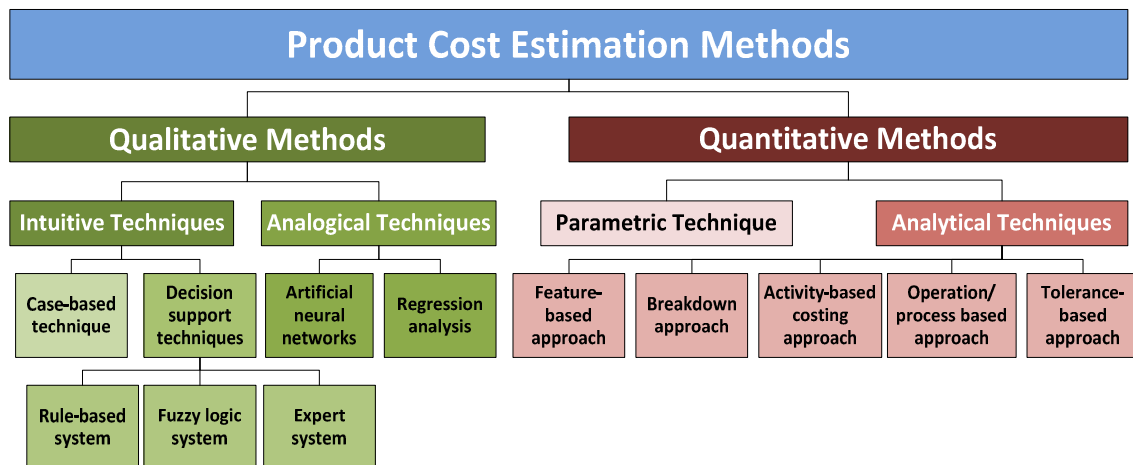 Product Cost Estimation Methods
Qualitative Methods
Quantitative Methods
Intuitive Techniques
Analogical Techniques
Parametric Technique
Analytical Techniques
Case-based
technique
Decision
support
techniques
Artificial
neural
networks
Regression
analysis
Feature-
based
approach
Breakdown
approach
Activity-based
costing
approach
Operation/
process based
approach
Tolerance-
based
approach
Rule-based
system
Fuzzy logic
system
Expert
system